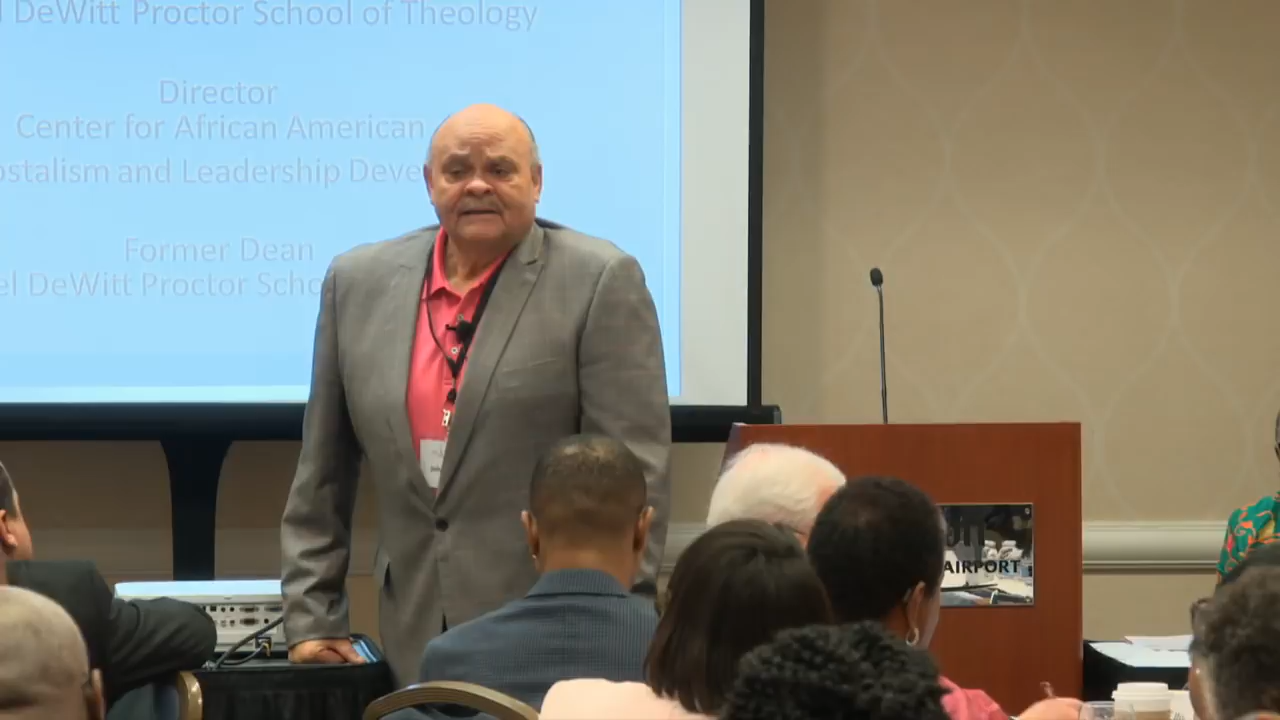 DeWitt Proctor School of Theology
Director
Center for African American
ostalism and Leadership Deve
Former Dean
el DeWitt Proctor Scho
AIRPORT